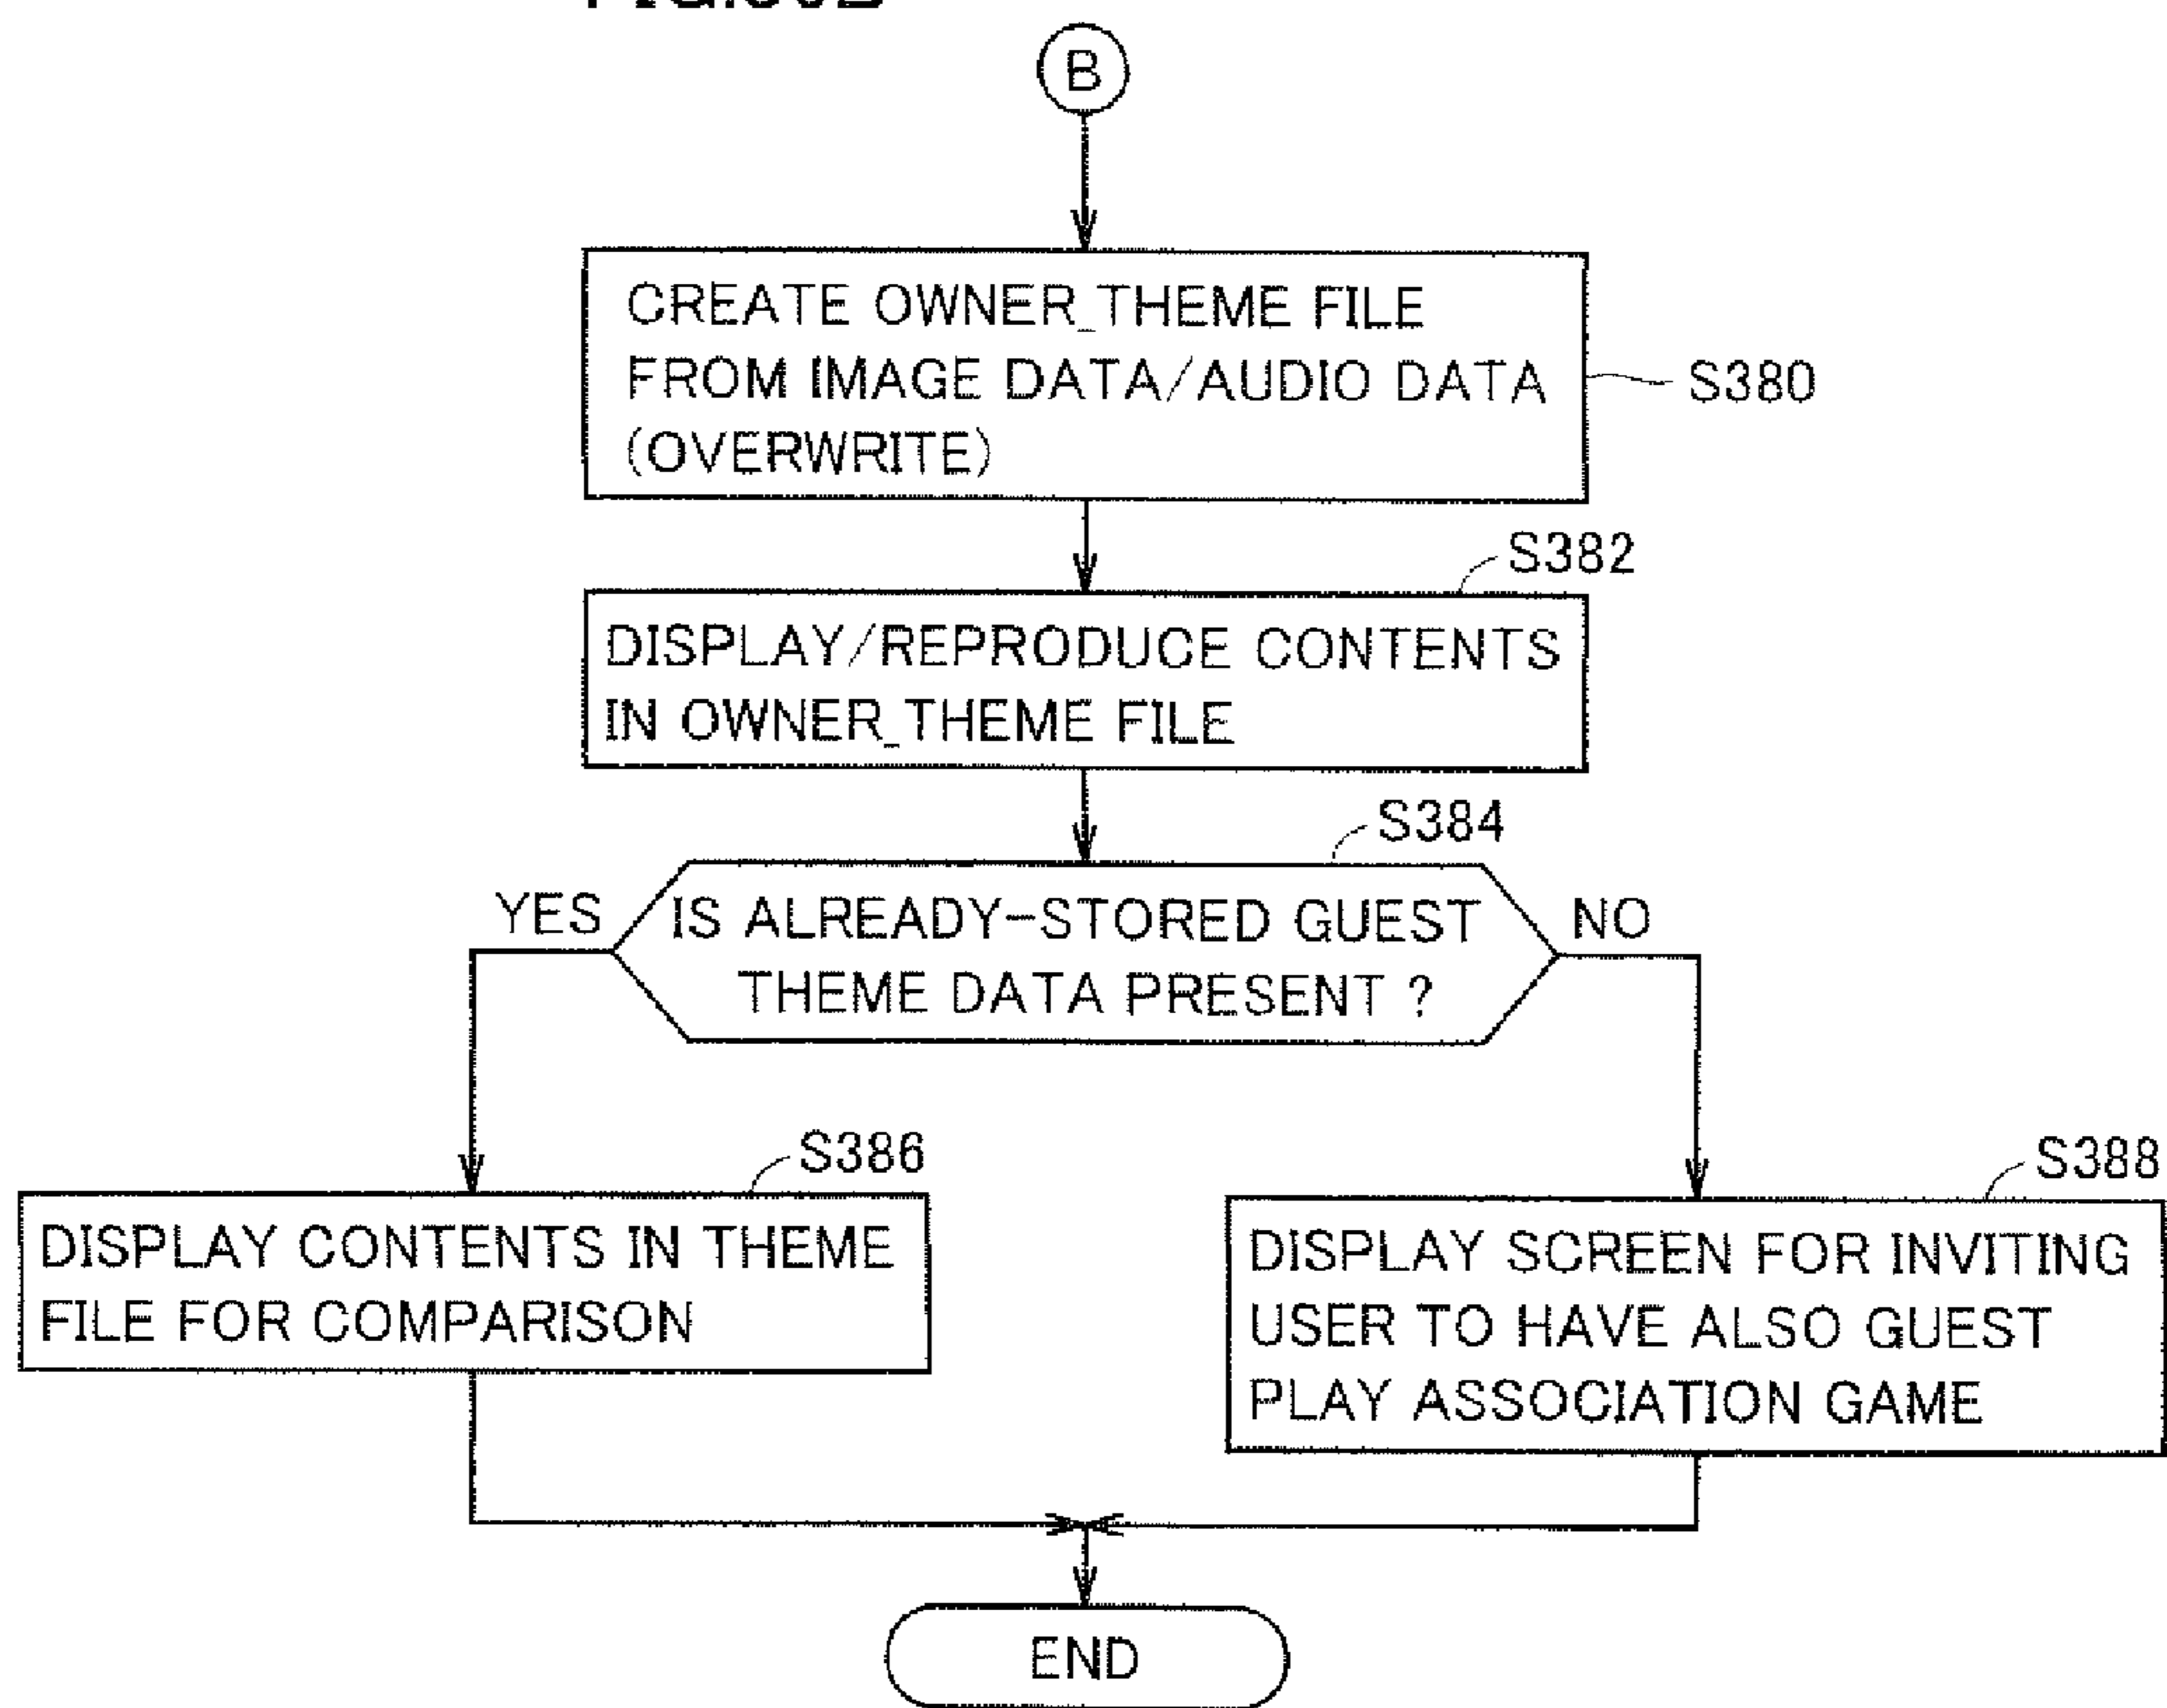 B
CREATE OWNER_THEME FILE
FROM IMAGE DATA/AUDIO DATA
(OVERWRITE)
S380
S382
DISPLAY/REPRODUCE CONTENTS
IN OWNER_THEME FILE
S384
YES
IS ALREADY-STORED GUEST
THEME DATA PRESENT ?
NO
S386
DISPLAY CONTENTS IN THEME
FILE FOR COMPARISON
S388
DISPLAY SCREEN FOR INVITING
USER TO HAVE ALSO GUEST
PLAY ASSOCIATION GAME
END